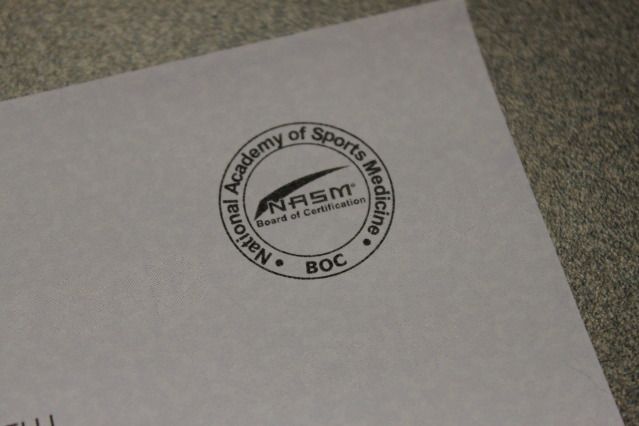 National Academy of Sports Medicine
NASM®
Board of Certification
BOC